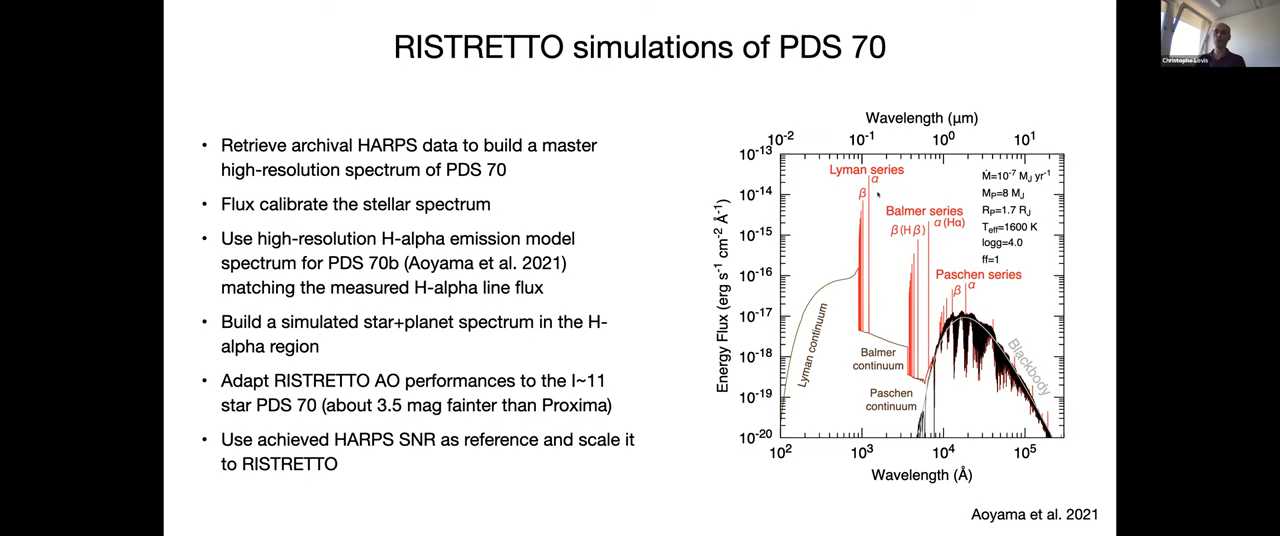 RISTRETTO simulations of PDS 70
Christophe Lovis
• Retrieve archival HARPS data to build a master
high-resolution spectrum of PDS 70
• Flux calibrate the stellar spectrum
• Use high-resolution H-alpha emission model
spectrum for PDS 70b (Aoyama et al. 2021)
matching the measured H-alpha line flux
• Build a simulated star+planet spectrum in the H-
alpha region
• Adapt RISTRETTO AO performances to the I~11
star PDS 70 (about 3.5 mag fainter than Proxima)
• Use achieved HARPS SNR as reference and scale it
to RISTRETTO
Wavelength (μm)
10-2 10-1 100 101
10-13
10-14
10-15
10-16
10-17
10-18
10-19
10-20
Energy Flux (erg s-1 cm-2 Å-1)
Lyman series
α
β
Balmer series
β(Hβ) α(Hα)
Paschen series
β α
Ṁ=10-7 MJ yr-1
MP=8 MJ
RP=1.7 RJ
Teff=1600 K
logg=4.0
ff=1
Lyman continuum
Balmer
continuum
Paschen
continuum
Blackbody
102 103 104 105
Wavelength (Å)
Aoyama et al. 2021